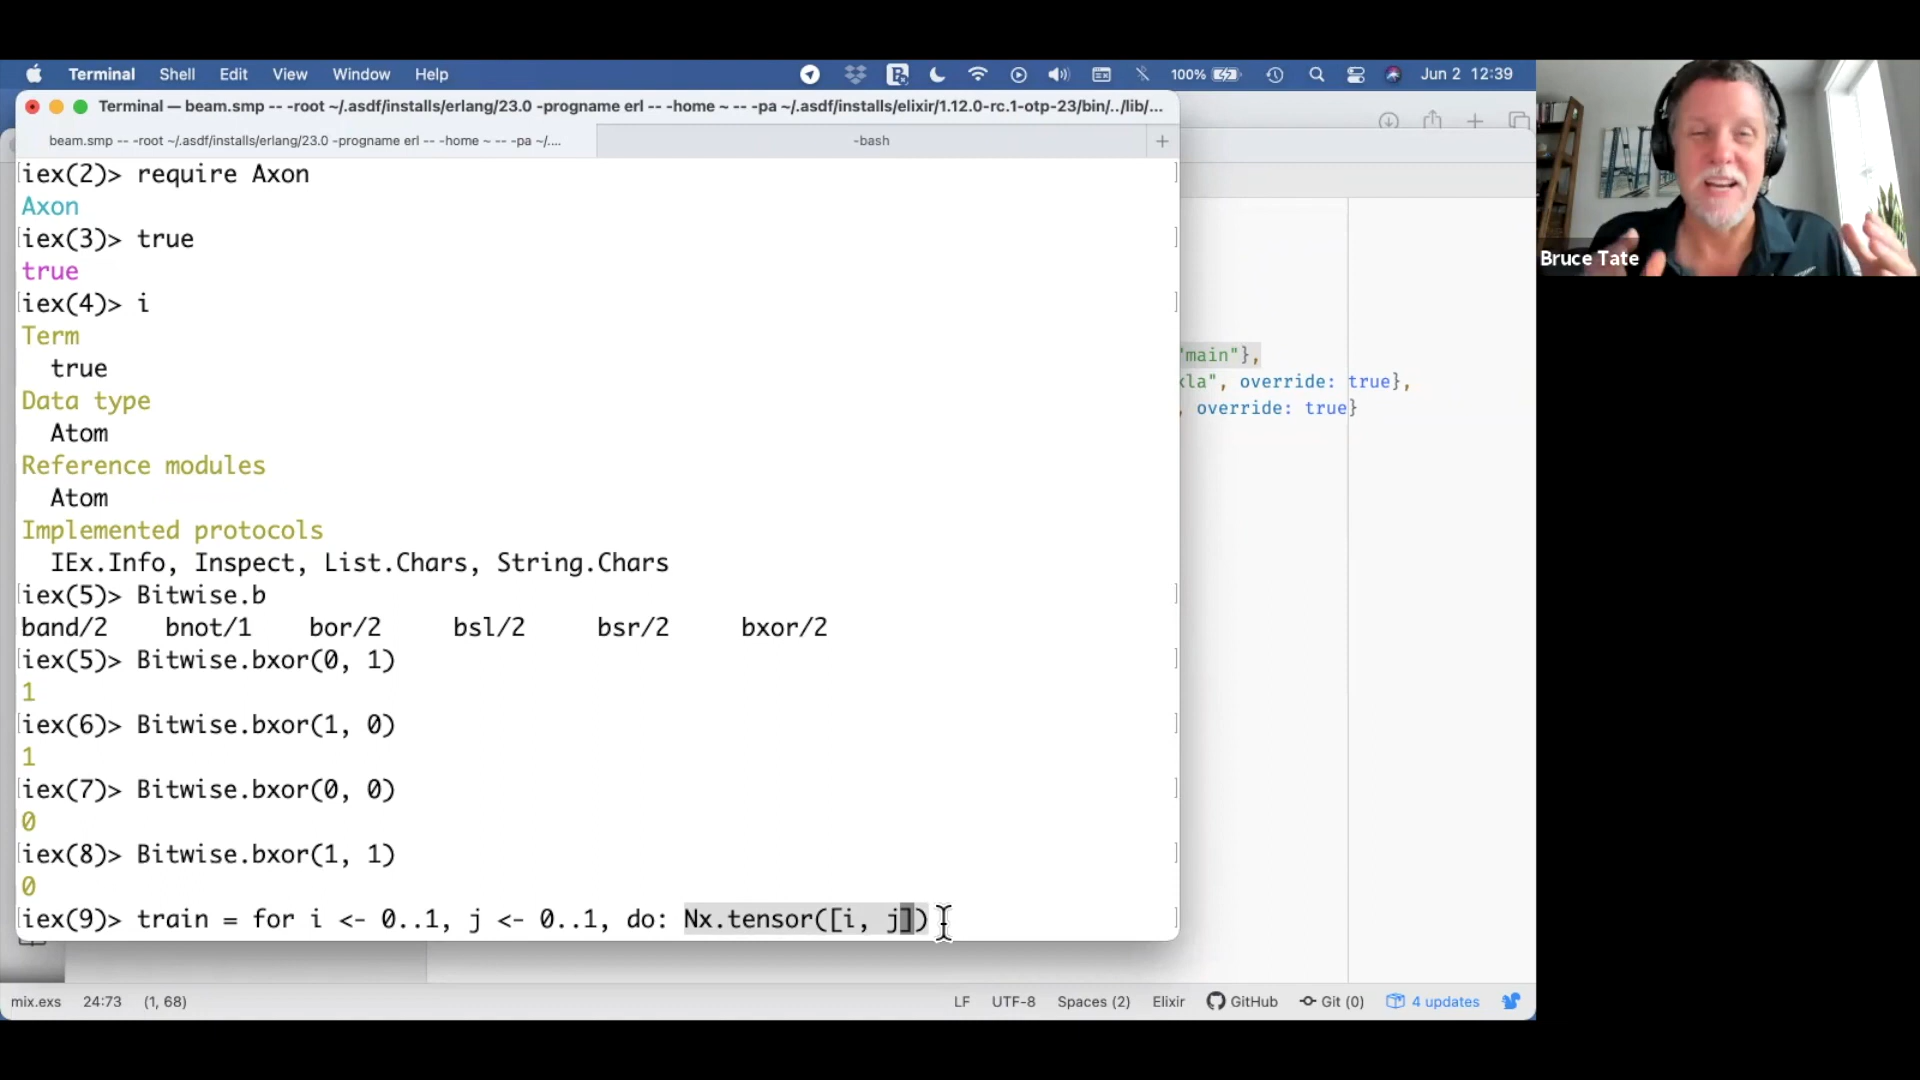 Terminal Shell Edit View Window Help 100% Jun 2 12:39
Terminal — beam.smp -- -root ~/.asdf/installs/erlang/23.0 -progname erl -- -home ~ -- -pa ~/.asdf/installs/elixir/1.12.0-rc.1-otp-23/bin/../lib/...
beam.smp -- -root ~/.asdf/installs/erlang/23.0 -progname erl -- -home ~ -- -pa ~/....
-bash
iex(2)> require Axon
Axon
iex(3)> true
true
iex(4)> i
Term
true
Data type
Atom
Reference modules
Atom
Implemented protocols
IEx.Info, Inspect, List.Chars, String.Chars
iex(5)> Bitwise.b
band/2 bnot/1 bor/2 bsl/2 bsr/2 bxor/2
iex(5)> Bitwise.bxor(0, 1)
1
iex(6)> Bitwise.bxor(1, 0)
1
iex(7)> Bitwise.bxor(0, 0)
0
iex(8)> Bitwise.bxor(1, 1)
0
iex(9)> train = for i <- 0..1, j <- 0..1, do: Nx.tensor([i, j])
"main"},
xla", override: true},
, override: true}
Bruce Tate
mix.exs 24:73 (1, 68) LF UTF-8 Spaces (2) Elixir GitHub Git (0) 4 updates